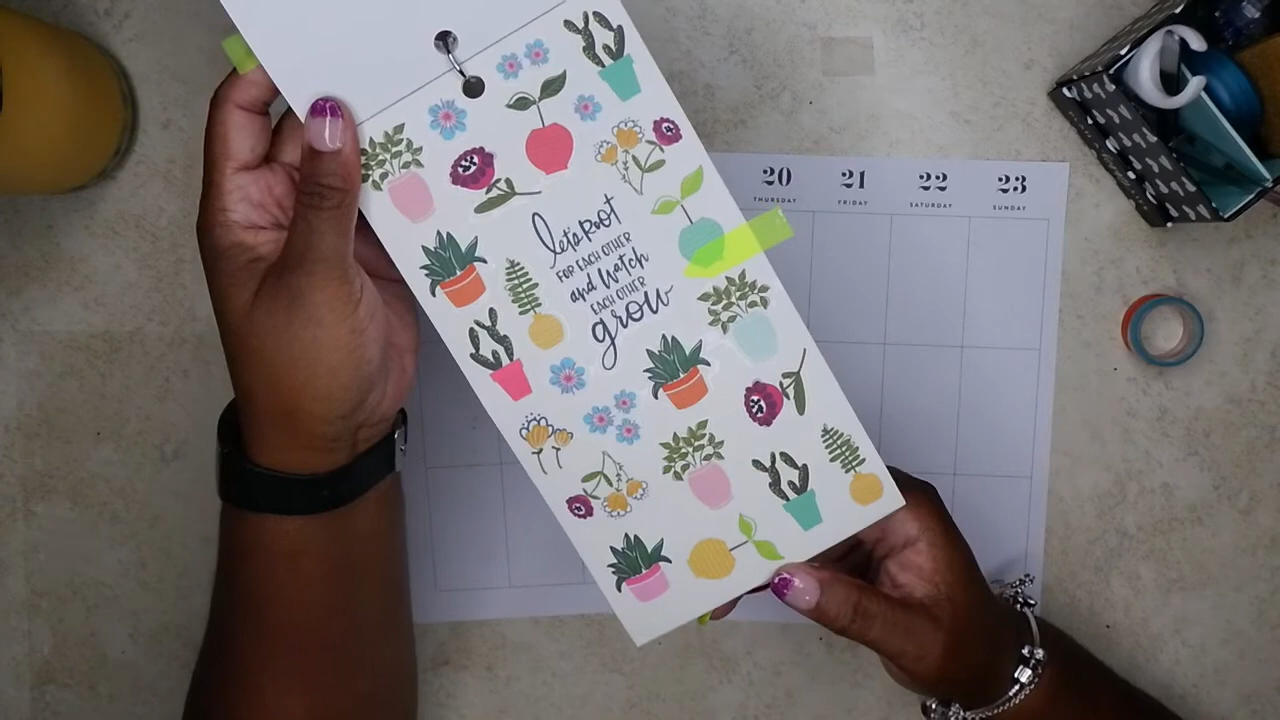 let's root
FOR EACH OTHER
and watch
EACH OTHER
grow
20 21 22 23
THURSDAY FRIDAY SATURDAY SUNDAY